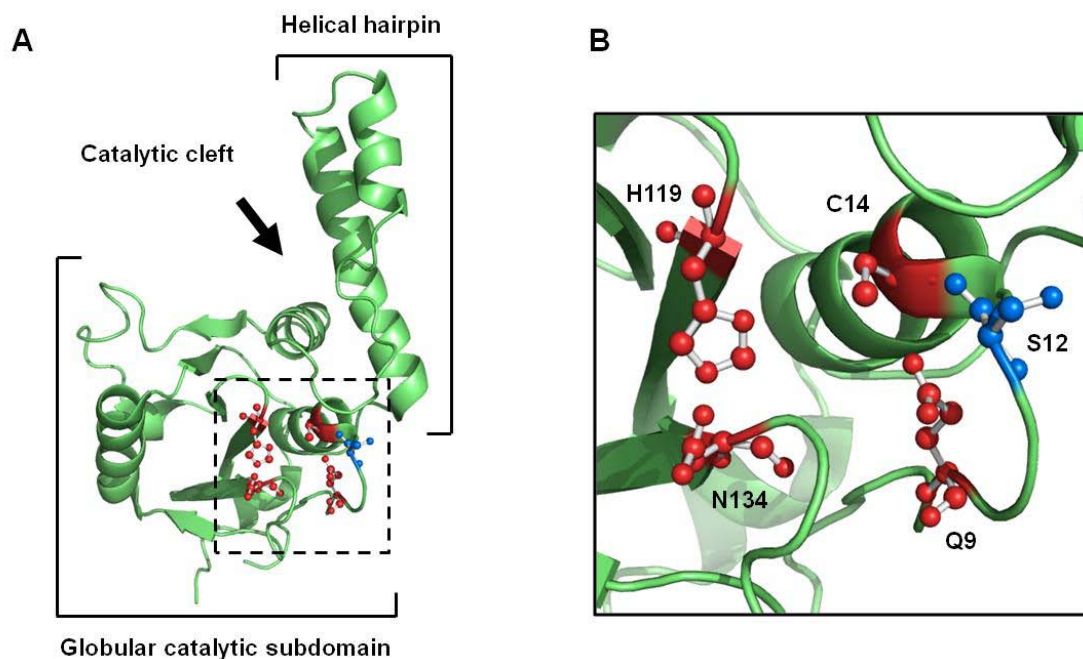 A
Helical hairpin
Catalytic cleft
Globular catalytic subdomain
B
H119
C14
S12
N134
Q9